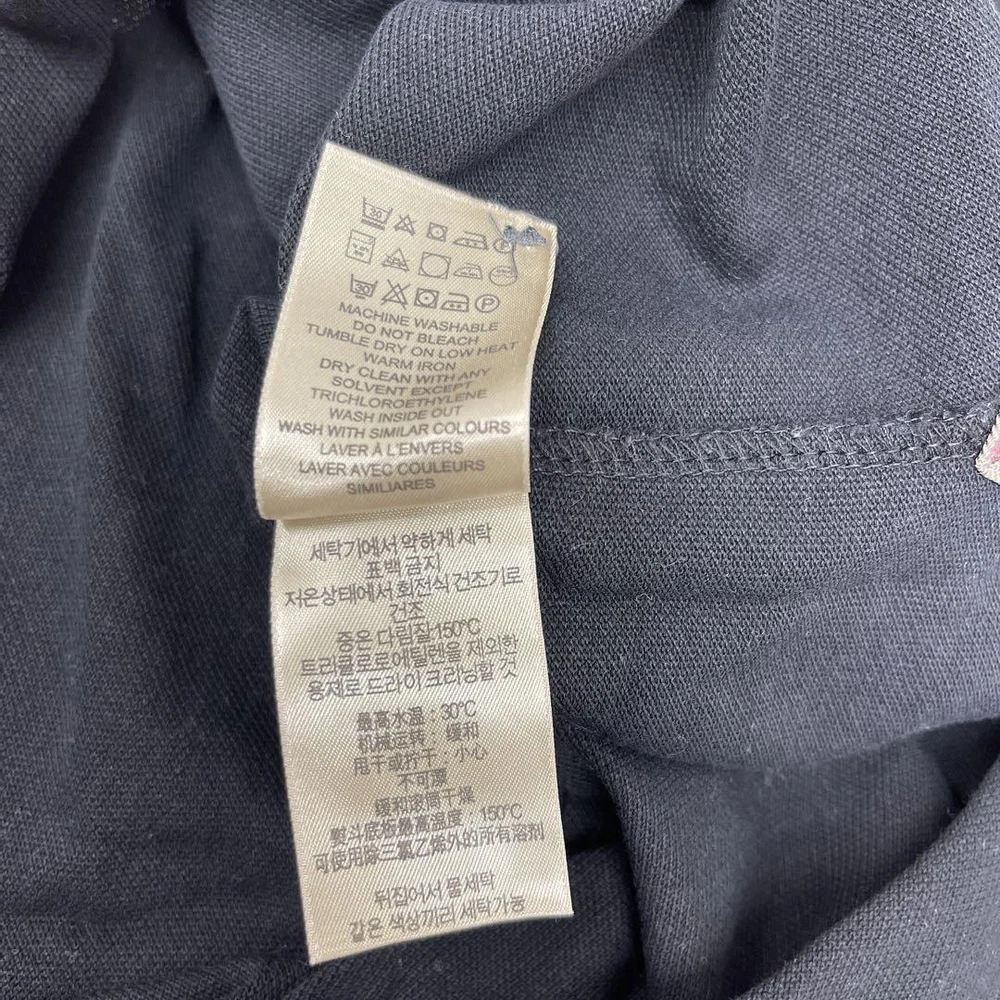 MACHINE WASHABLE
DO NOT BLEACH
TUMBLE DRY ON LOW HEAT
WARM IRON
DRY CLEAN WITH ANY
SOLVENT EXCEPT
TRICHLOROETHYLENE
WASH INSIDE OUT
WASH WITH SIMILAR COLOURS
LAVER À L'ENVERS
LAVER AVEC COULEURS
SIMILIARES
세탁기에서 약하게 세탁
표백 금지
저온상태에서 회전식 건조기로
건조
중온 다림질 150℃
트리클로로에틸렌을 제외한
용제로 드라이 크리닝할 것
最高水温：30℃
机械运转：缓和
甩干或拧干：小心
不可漂
缓和滚筒干燥
熨斗底板最高温度：150℃
可使用除三氯乙烯外的所有溶剂
뒤집어서 물세탁
같은 색상끼리 세탁가능